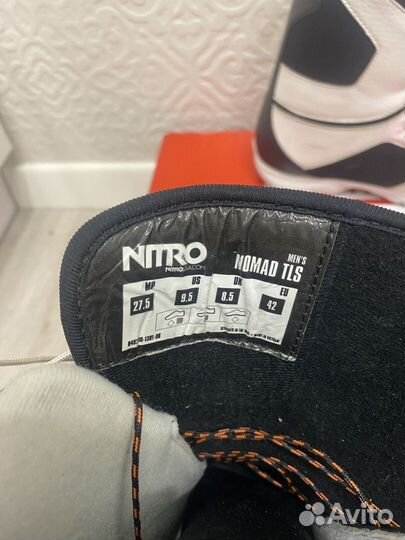 NITRO
NITROUSA.COM
MEN'S
NOMAD TLS
MP US UK EU
27.5 9.5 8.5 42
Avito